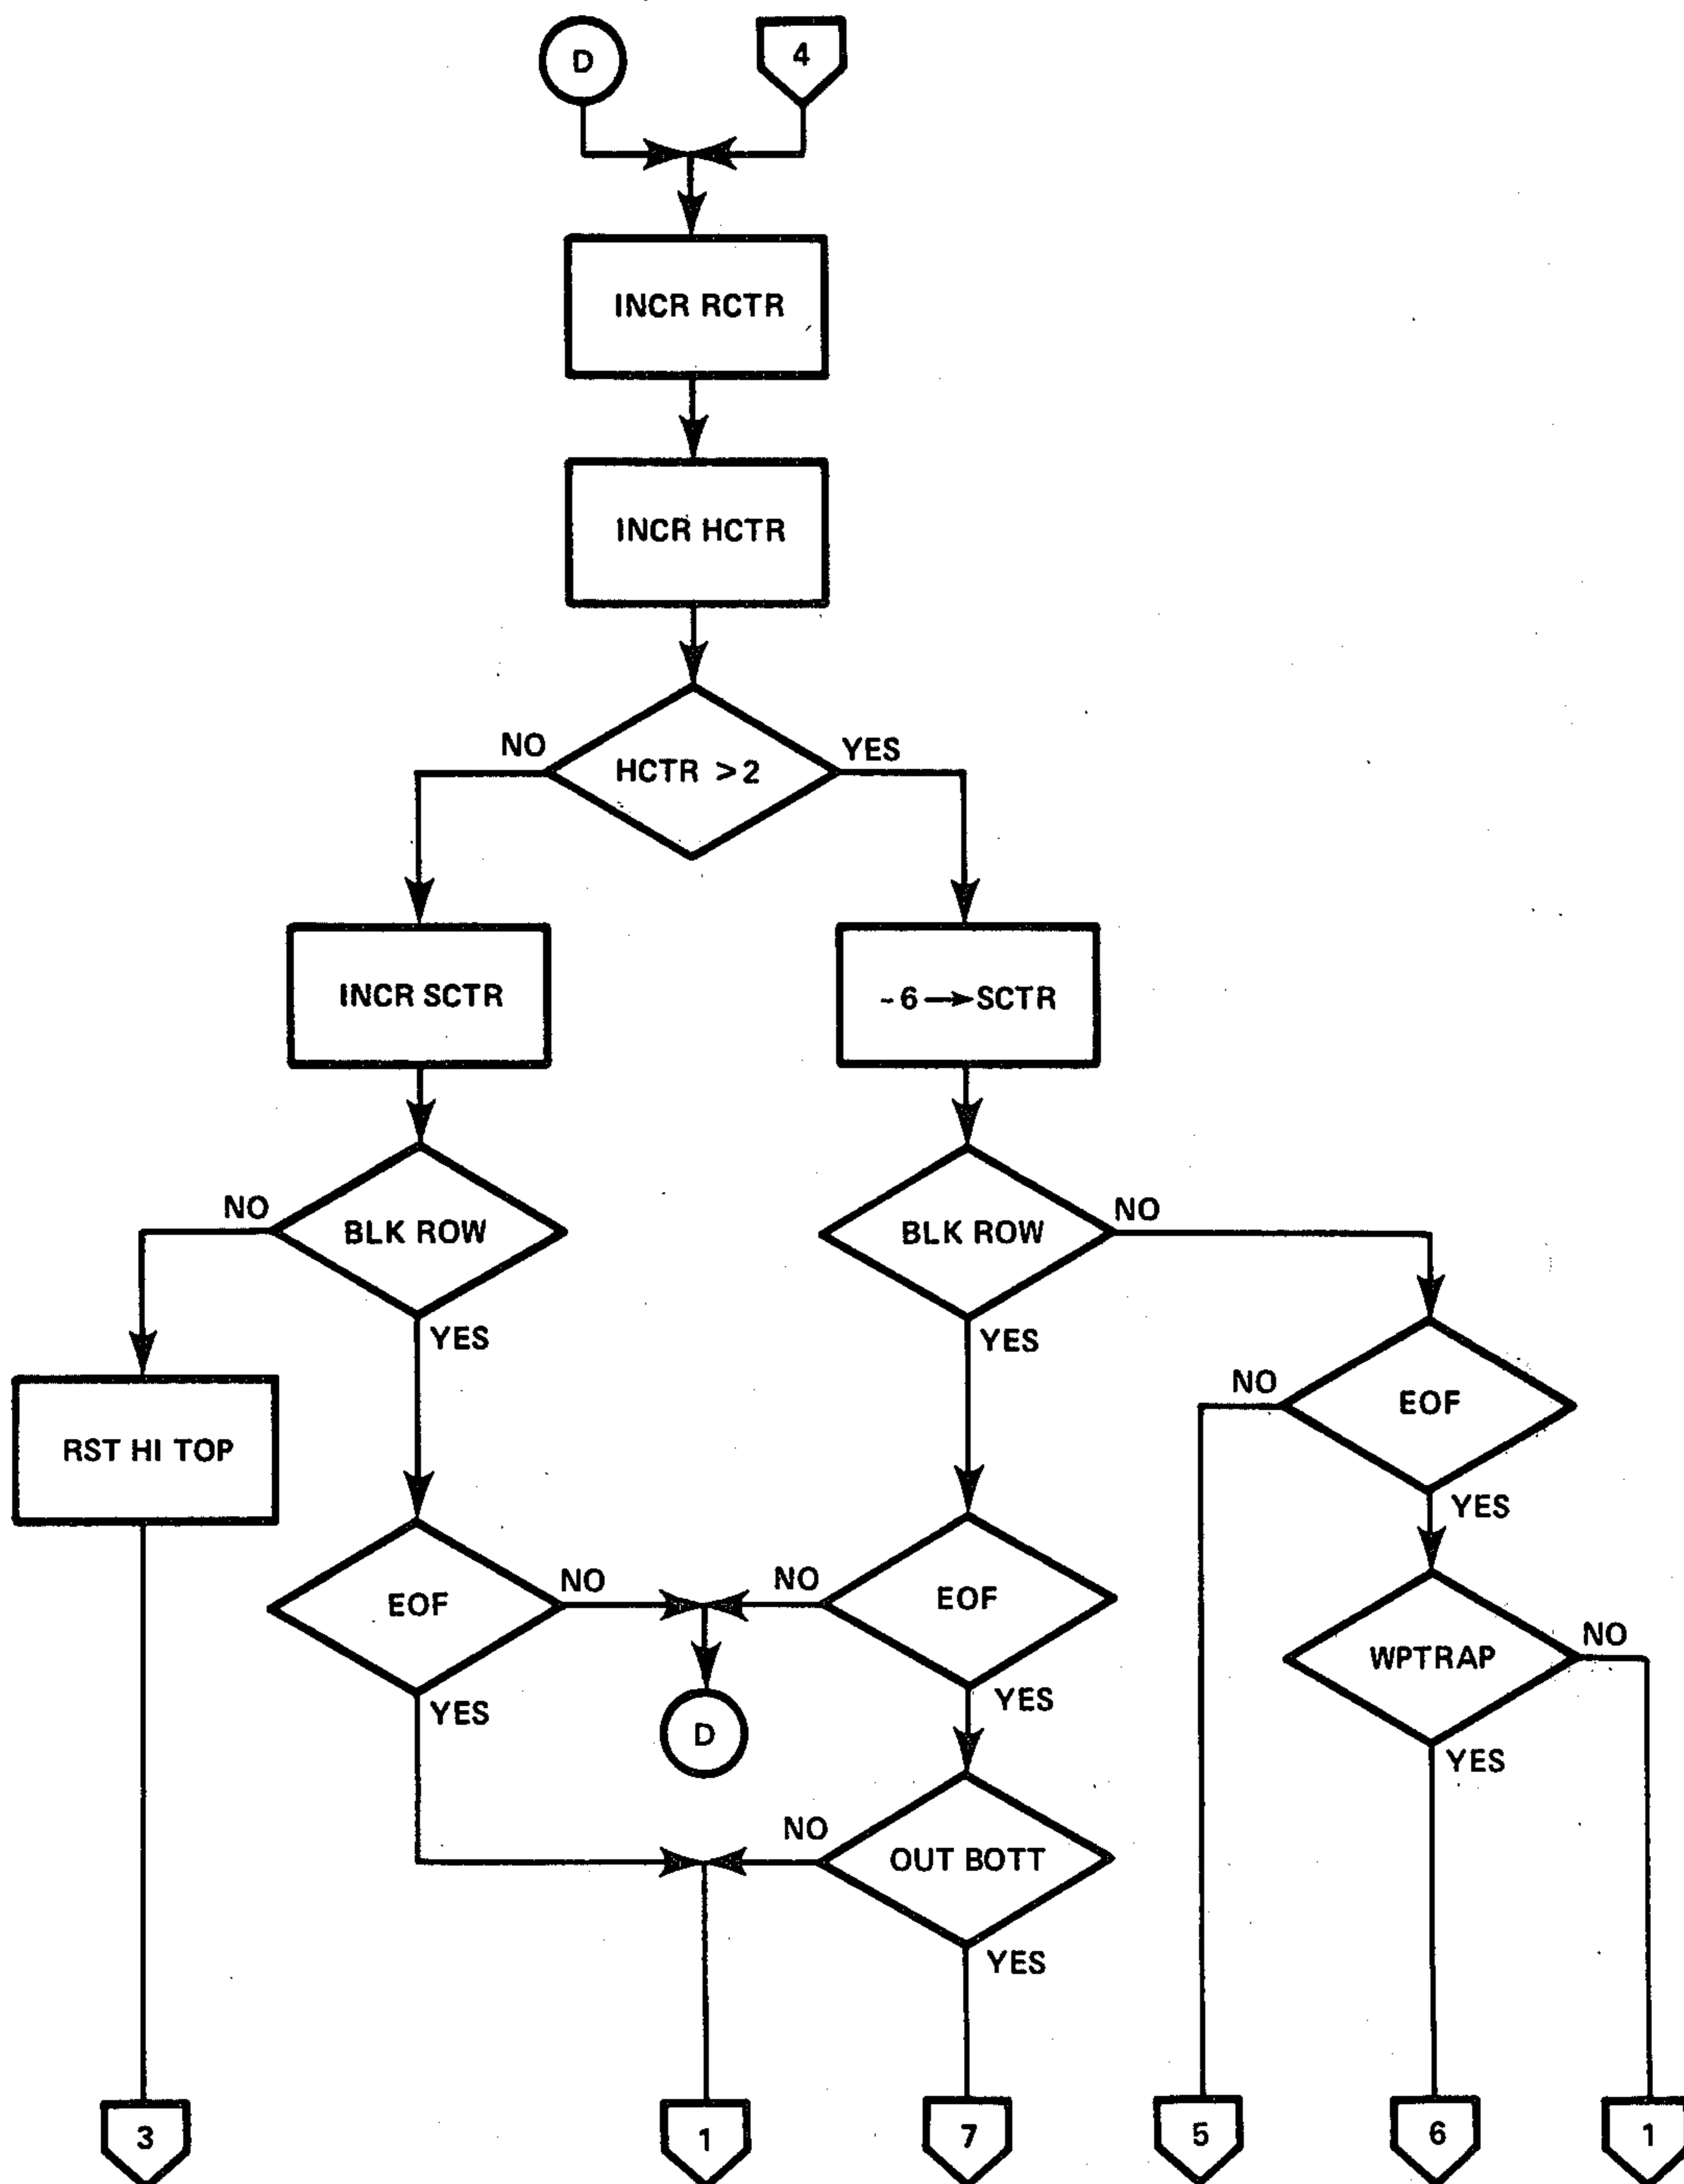 D
4
INCR RCTR
INCR HCTR
NO
HCTR >2
YES
INCR SCTR
-6→SCTR
NO
BLK ROW
YES
BLK ROW
NO
YES
RST HI TOP
NO
EOF
YES
EOF
NO
YES
D
NO
EOF
YES
WPTRAP
NO
YES
NO
OUT BOTT
YES
3
1
7
5
6
1